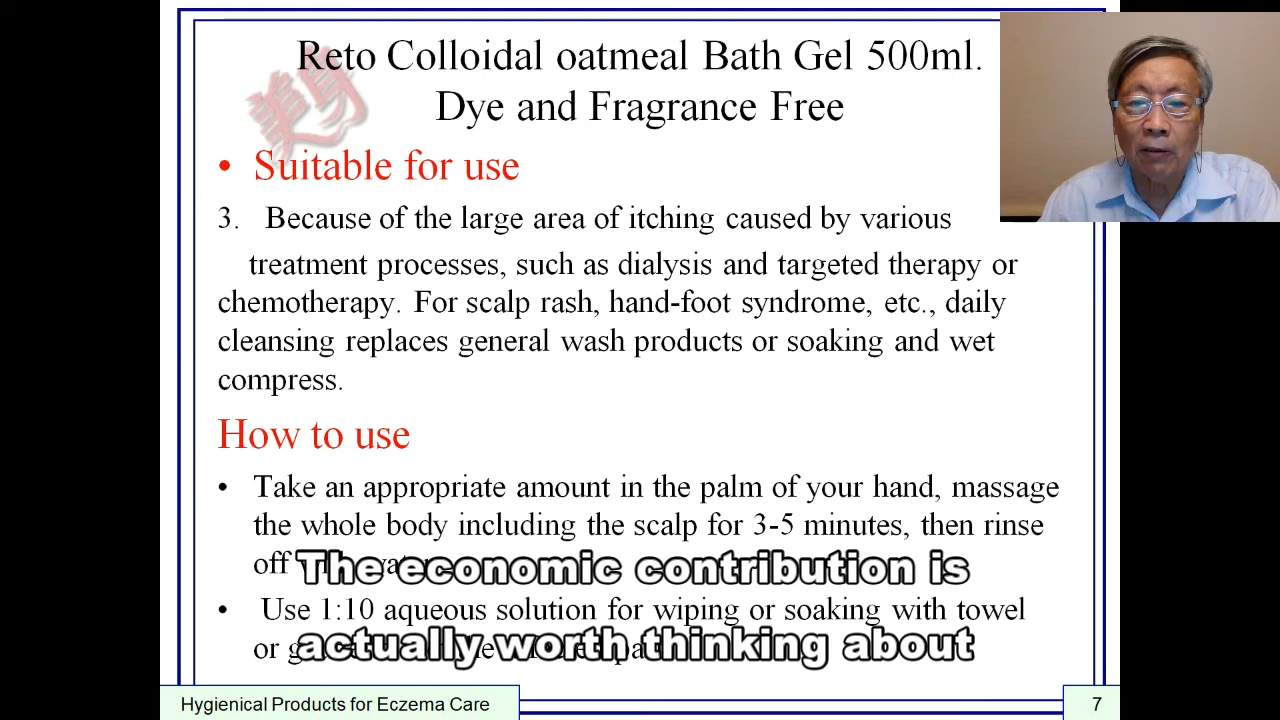 Reto Colloidal oatmeal Bath Gel 500ml.
Dye and Fragrance Free
美身
• Suitable for use
3. Because of the large area of itching caused by various
treatment processes, such as dialysis and targeted therapy or
chemotherapy. For scalp rash, hand-foot syndrome, etc., daily
cleansing replaces general wash products or soaking and wet
compress.
How to use
• Take an appropriate amount in the palm of your hand, massage
the whole body including the scalp for 3-5 minutes, then rinse
off
The economic contribution is
• Use 1:10 aqueous solution for wiping or soaking with towel
or
actually worth thinking about
Hygienical Products for Eczema Care
7